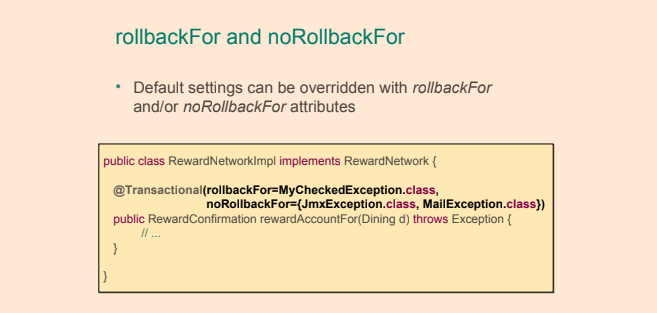 rollbackFor and noRollbackFor
• Default settings can be overridden with rollbackFor
and/or noRollbackFor attributes
public class RewardNetworkImpl implements RewardNetwork {
@Transactional(rollbackFor=MyCheckedException.class,
noRollbackFor={JmxException.class, MailException.class})
public RewardConfirmation rewardAccountFor(Dining d) throws Exception {
// ...
}
}